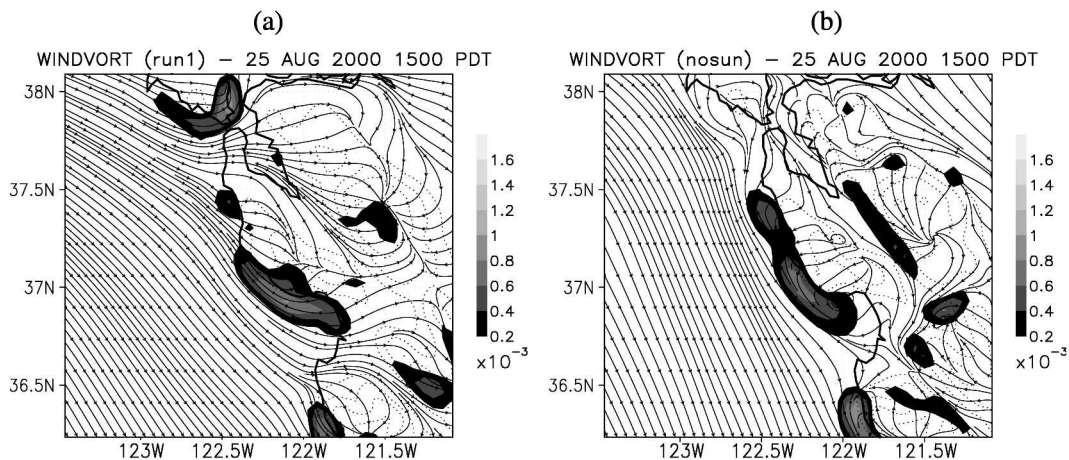 (a)
WINDVORT (run1) – 25 AUG 2000 1500 PDT
38N
37.5N
37N
36.5N
123W
122.5W
122W
121.5W
1.6
1.4
1.2
1
0.8
0.6
0.4
0.2
x10⁻³
(b)
WINDVORT (nosun) – 25 AUG 2000 1500 PDT
38N
37.5N
37N
36.5N
123W
122.5W
122W
121.5W
1.6
1.4
1.2
1
0.8
0.6
0.4
0.2
x10⁻³